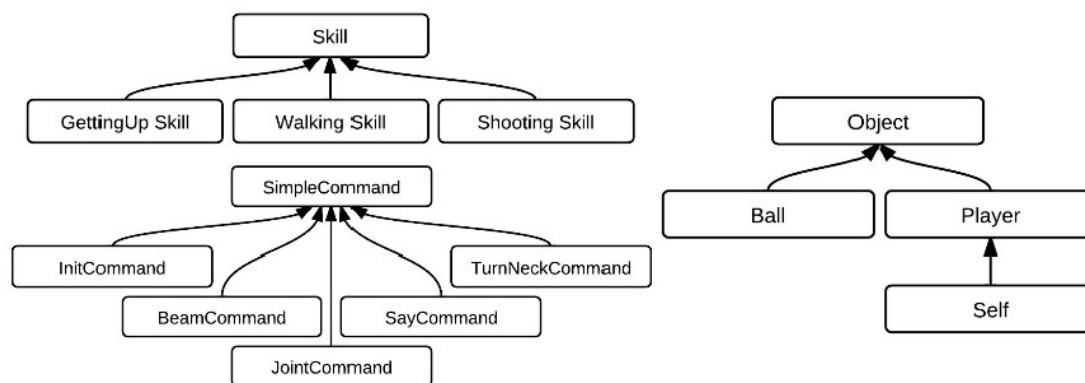 Skill
GettingUp Skill
Walking Skill
Shooting Skill
SimpleCommand
InitCommand
TurnNeckCommand
BeamCommand
SayCommand
JointCommand
Object
Ball
Player
Self